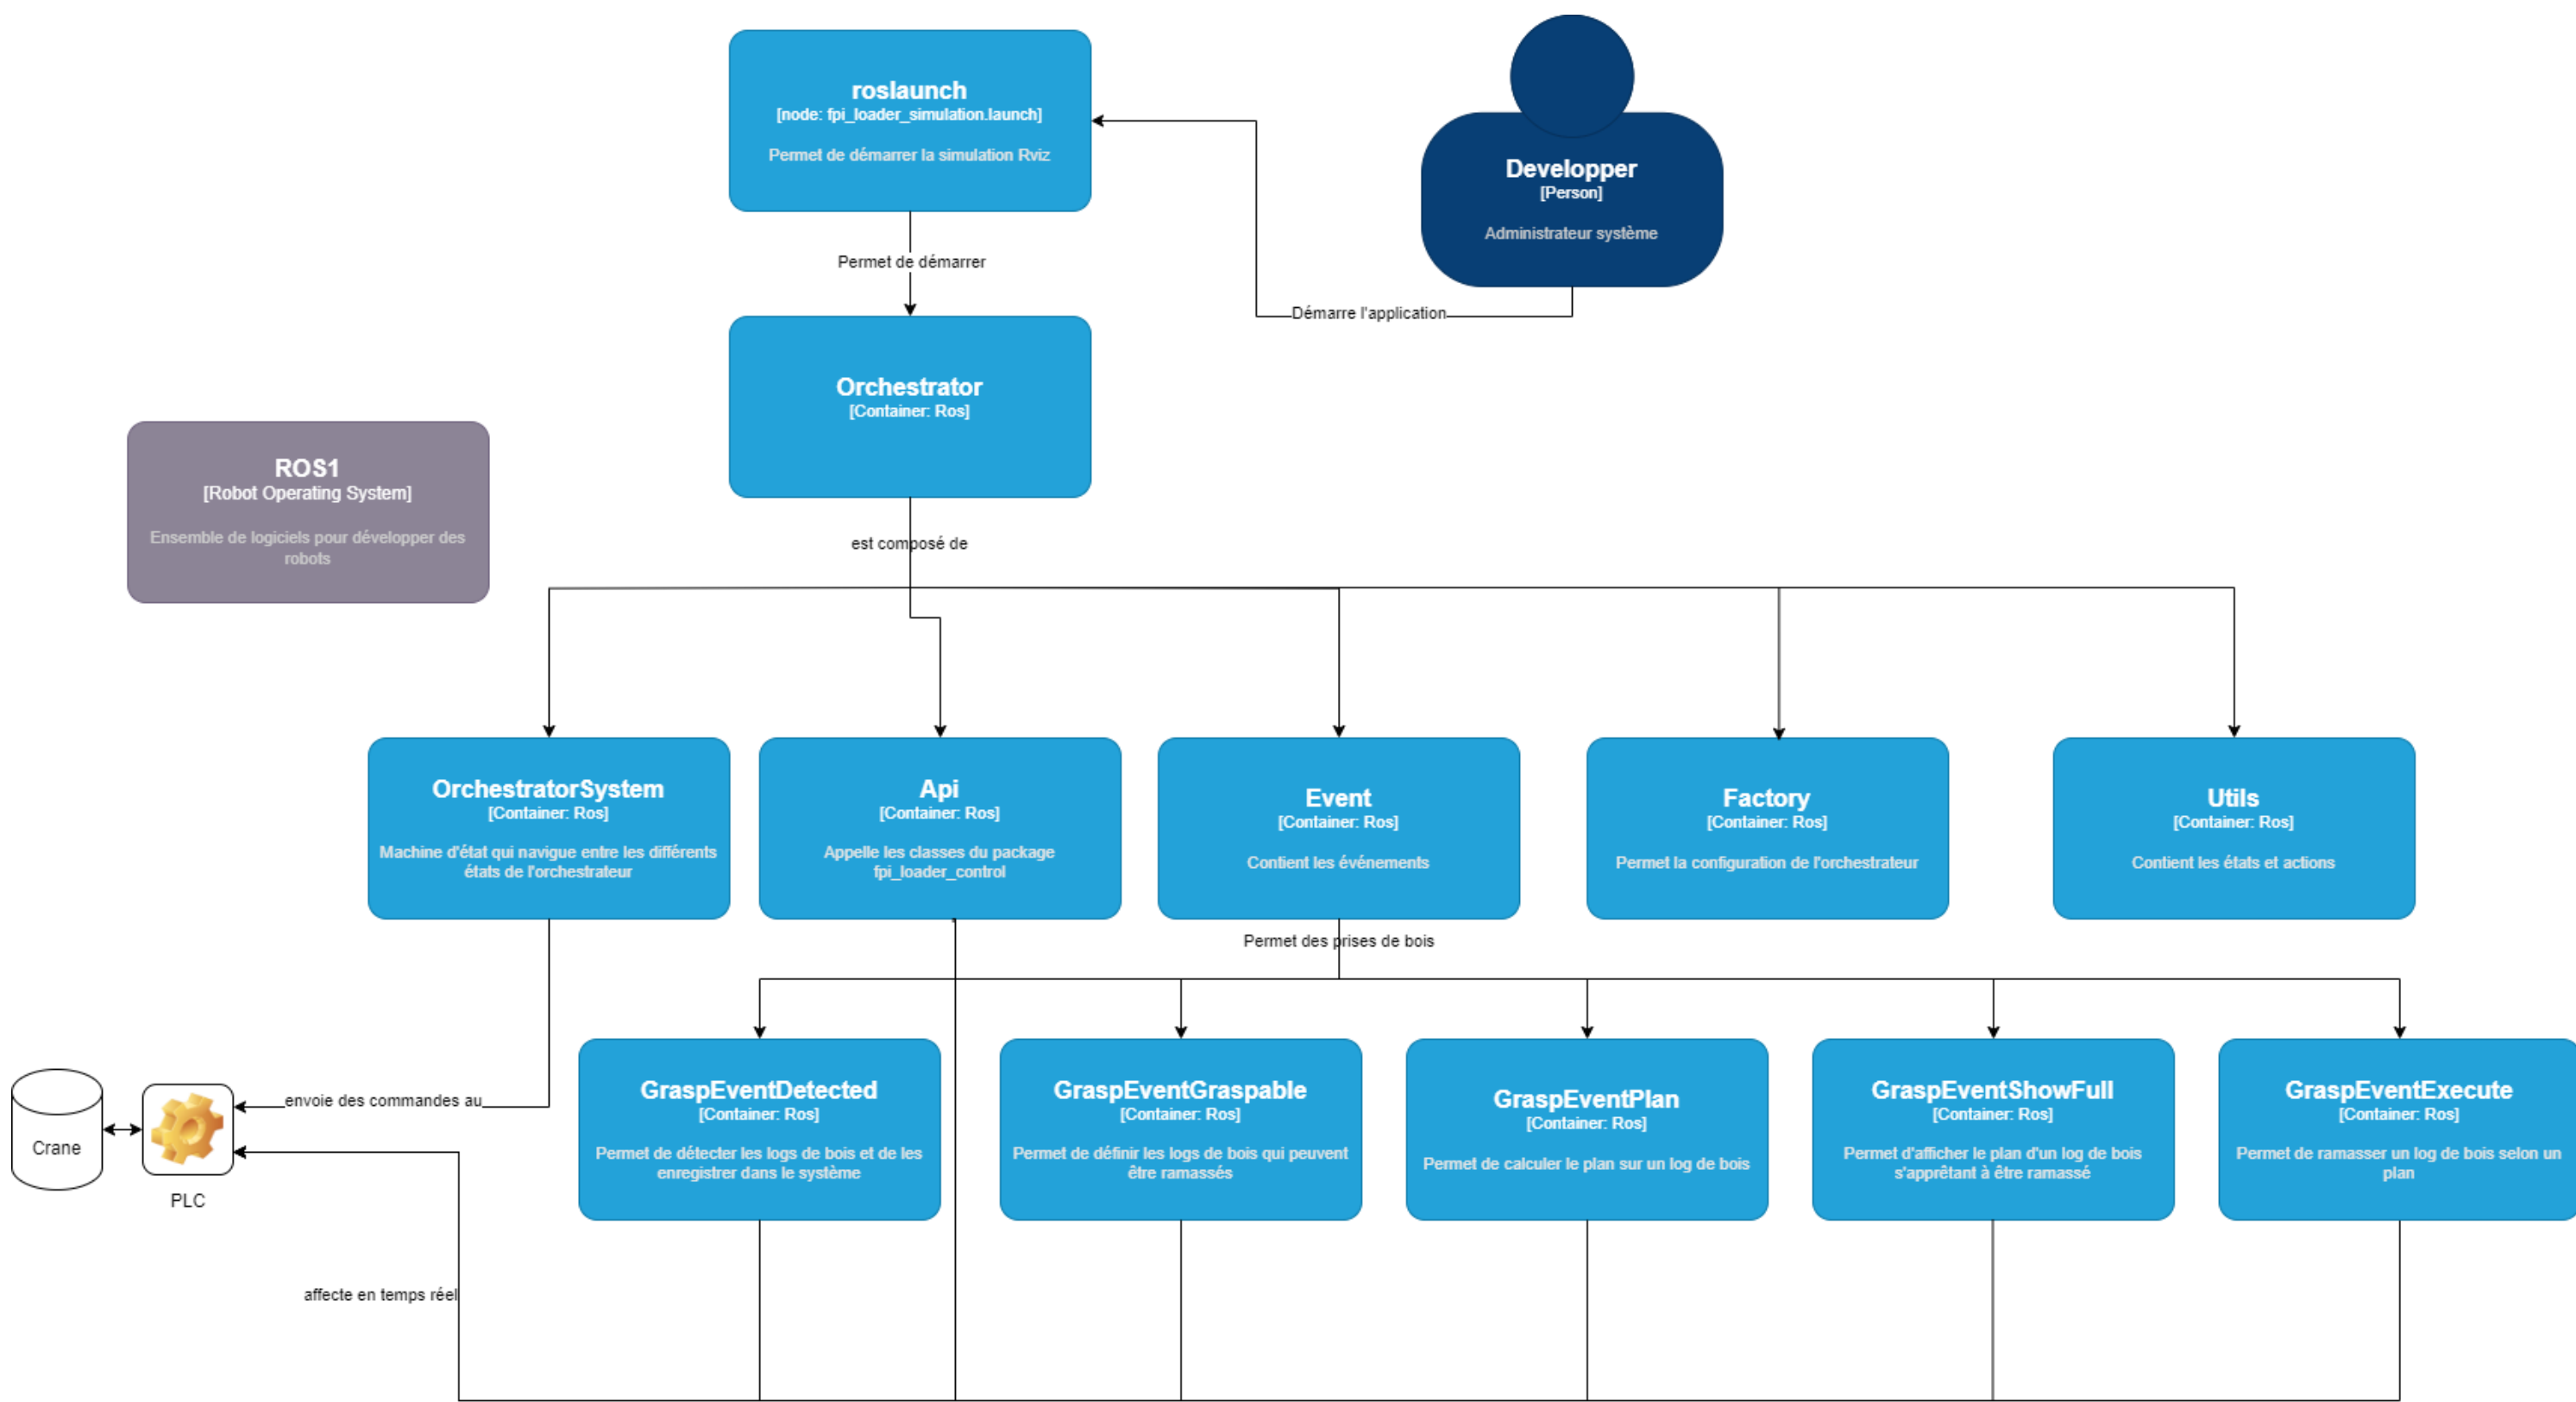 roslaunch
[node: fpi_loader_simulation.launch]
Permet de démarrer la simulation Rviz
Developper
[Person]
Administrateur système
Permet de démarrer
Démarre l'application
Orchestrator
[Container: Ros]
ROS1
[Robot Operating System]
Ensemble de logiciels pour développer des
robots
est composé de
OrchestratorSystem
[Container: Ros]
Machine d'état qui navigue entre les différents
états de l'orchestrateur
Api
[Container: Ros]
Appelle les classes du package
fpi_loader_control
Event
[Container: Ros]
Contient les événements
Factory
[Container: Ros]
Permet la configuration de l'orchestrateur
Utils
[Container: Ros]
Contient les états et actions
Permet des prises de bois
GraspEventDetected
[Container: Ros]
Permet de détecter les logs de bois et de les
enregistrer dans le système
GraspEventGraspable
[Container: Ros]
Permet de définir les logs de bois qui peuvent
être ramassés
GraspEventPlan
[Container: Ros]
Permet de calculer le plan sur un log de bois
GraspEventShowFull
[Container: Ros]
Permet d'afficher le plan d'un log de bois
s'apprêtant à être ramassé
GraspEventExecute
[Container: Ros]
Permet de ramasser un log de bois selon un
plan
envoie des commandes au
Crane
PLC
affecte en temps réel